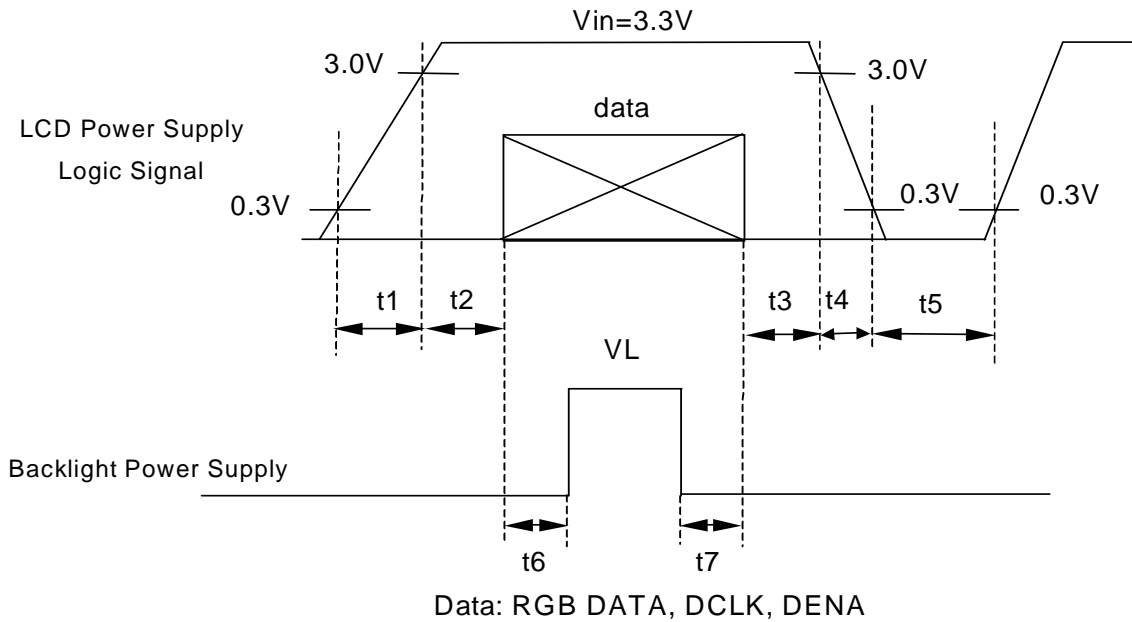 Vin=3.3V
3.0V
3.0V
data
LCD Power Supply
Logic Signal
0.3V
0.3V
0.3V
t1
t2
t3
t4
t5
VL
Backlight Power Supply
t6
t7
Data: RGB DATA, DCLK, DENA